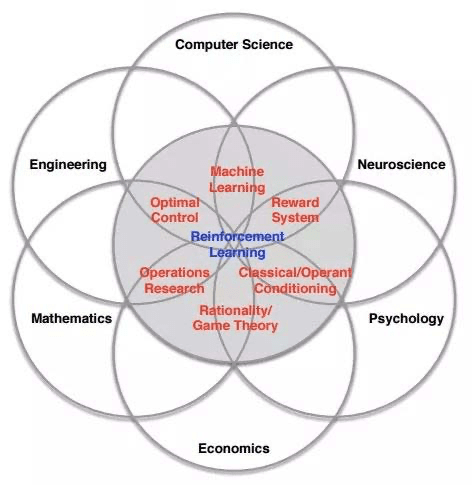 Computer Science
Engineering
Neuroscience
Machine
Learning
Optimal
Control
Reward
System
Reinforcement
Learning
Operations
Research
Classical/Operant
Conditioning
Rationality/
Game Theory
Mathematics
Psychology
Economics